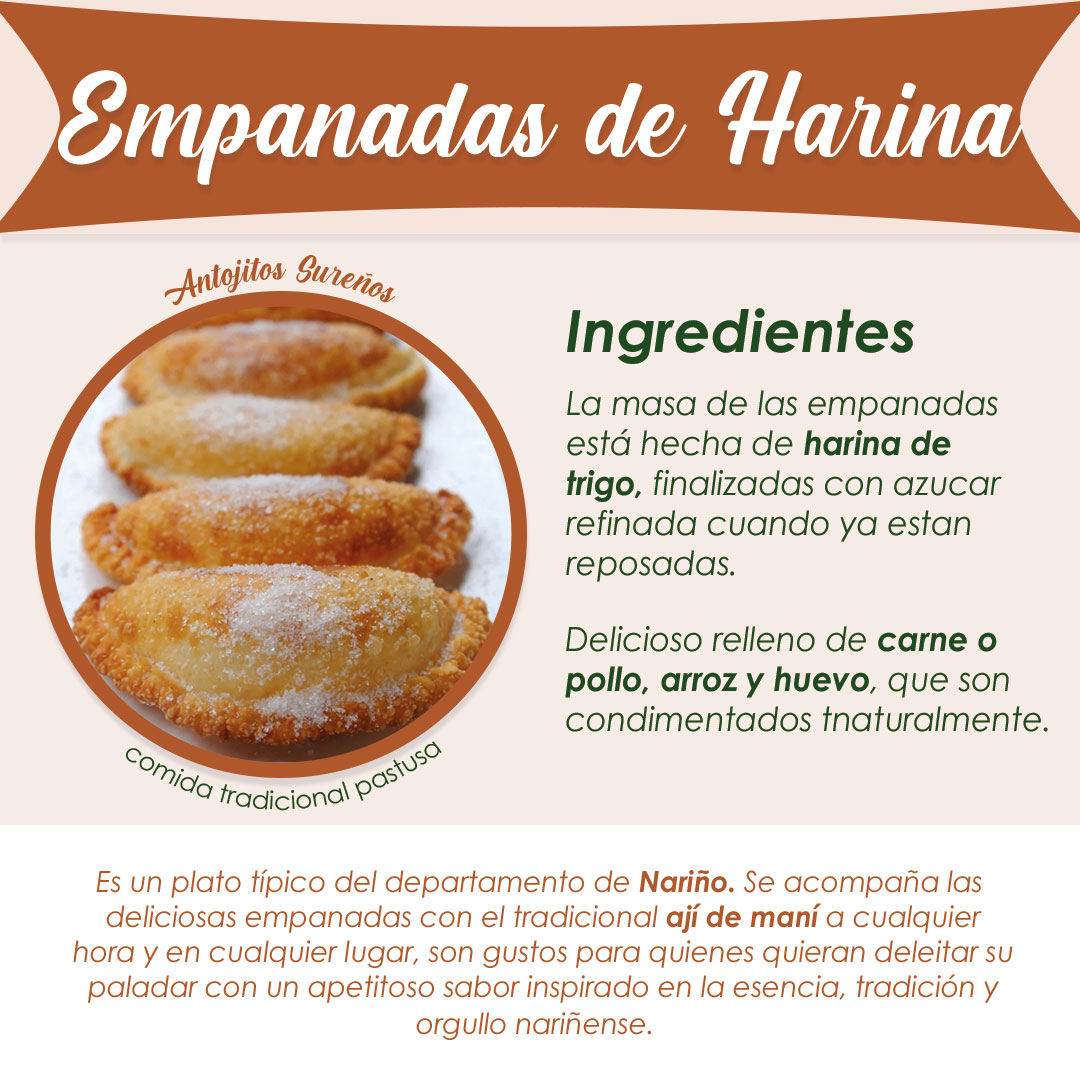 Empanadas de Harina
Antojitos Sureños
comida tradicional pastusa
Ingredientes
La masa de las empanadas
está hecha de harina de
trigo, finalizadas con azucar
refinada cuando ya estan
reposadas.
Delicioso relleno de carne o
pollo, arroz y huevo, que son
condimentados tnaturalmente.
Es un plato típico del departamento de Nariño. Se acompaña las
deliciosas empanadas con el tradicional ají de maní a cualquier
hora y en cualquier lugar, son gustos para quienes quieran deleitar su
paladar con un apetitoso sabor inspirado en la esencia, tradición y
orgullo nariñense.